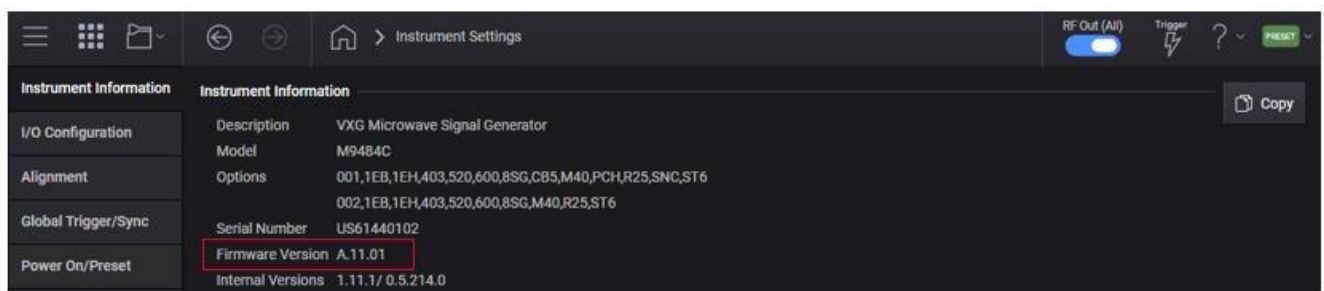 > Instrument Settings
RF Out (All)
Trigger
?
PRESET
Instrument Information
I/O Configuration
Alignment
Global Trigger/Sync
Power On/Preset
Instrument Information
Copy
Description VXG Microwave Signal Generator
Model M9484C
Options 001,1EB,1EH,403,520,600,8SG,CB5,M40,PCH,R25,SNC,ST6
002,1EB,1EH,403,520,600,8SG,M40,R25,ST6
Serial Number US61440102
Firmware Version A.11.01
Internal Versions 1.11.1/ 0.5.214.0